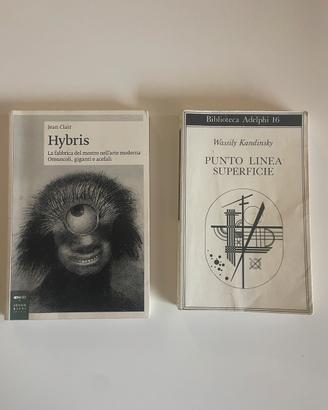 Jean Clair
Hybris
La fabbrica del mostro nell'arte moderna
Omuncoli, giganti e acefali
Biblioteca Adelphi 16
Wassily Kandinsky
PUNTO LINEA
SUPERFICIE